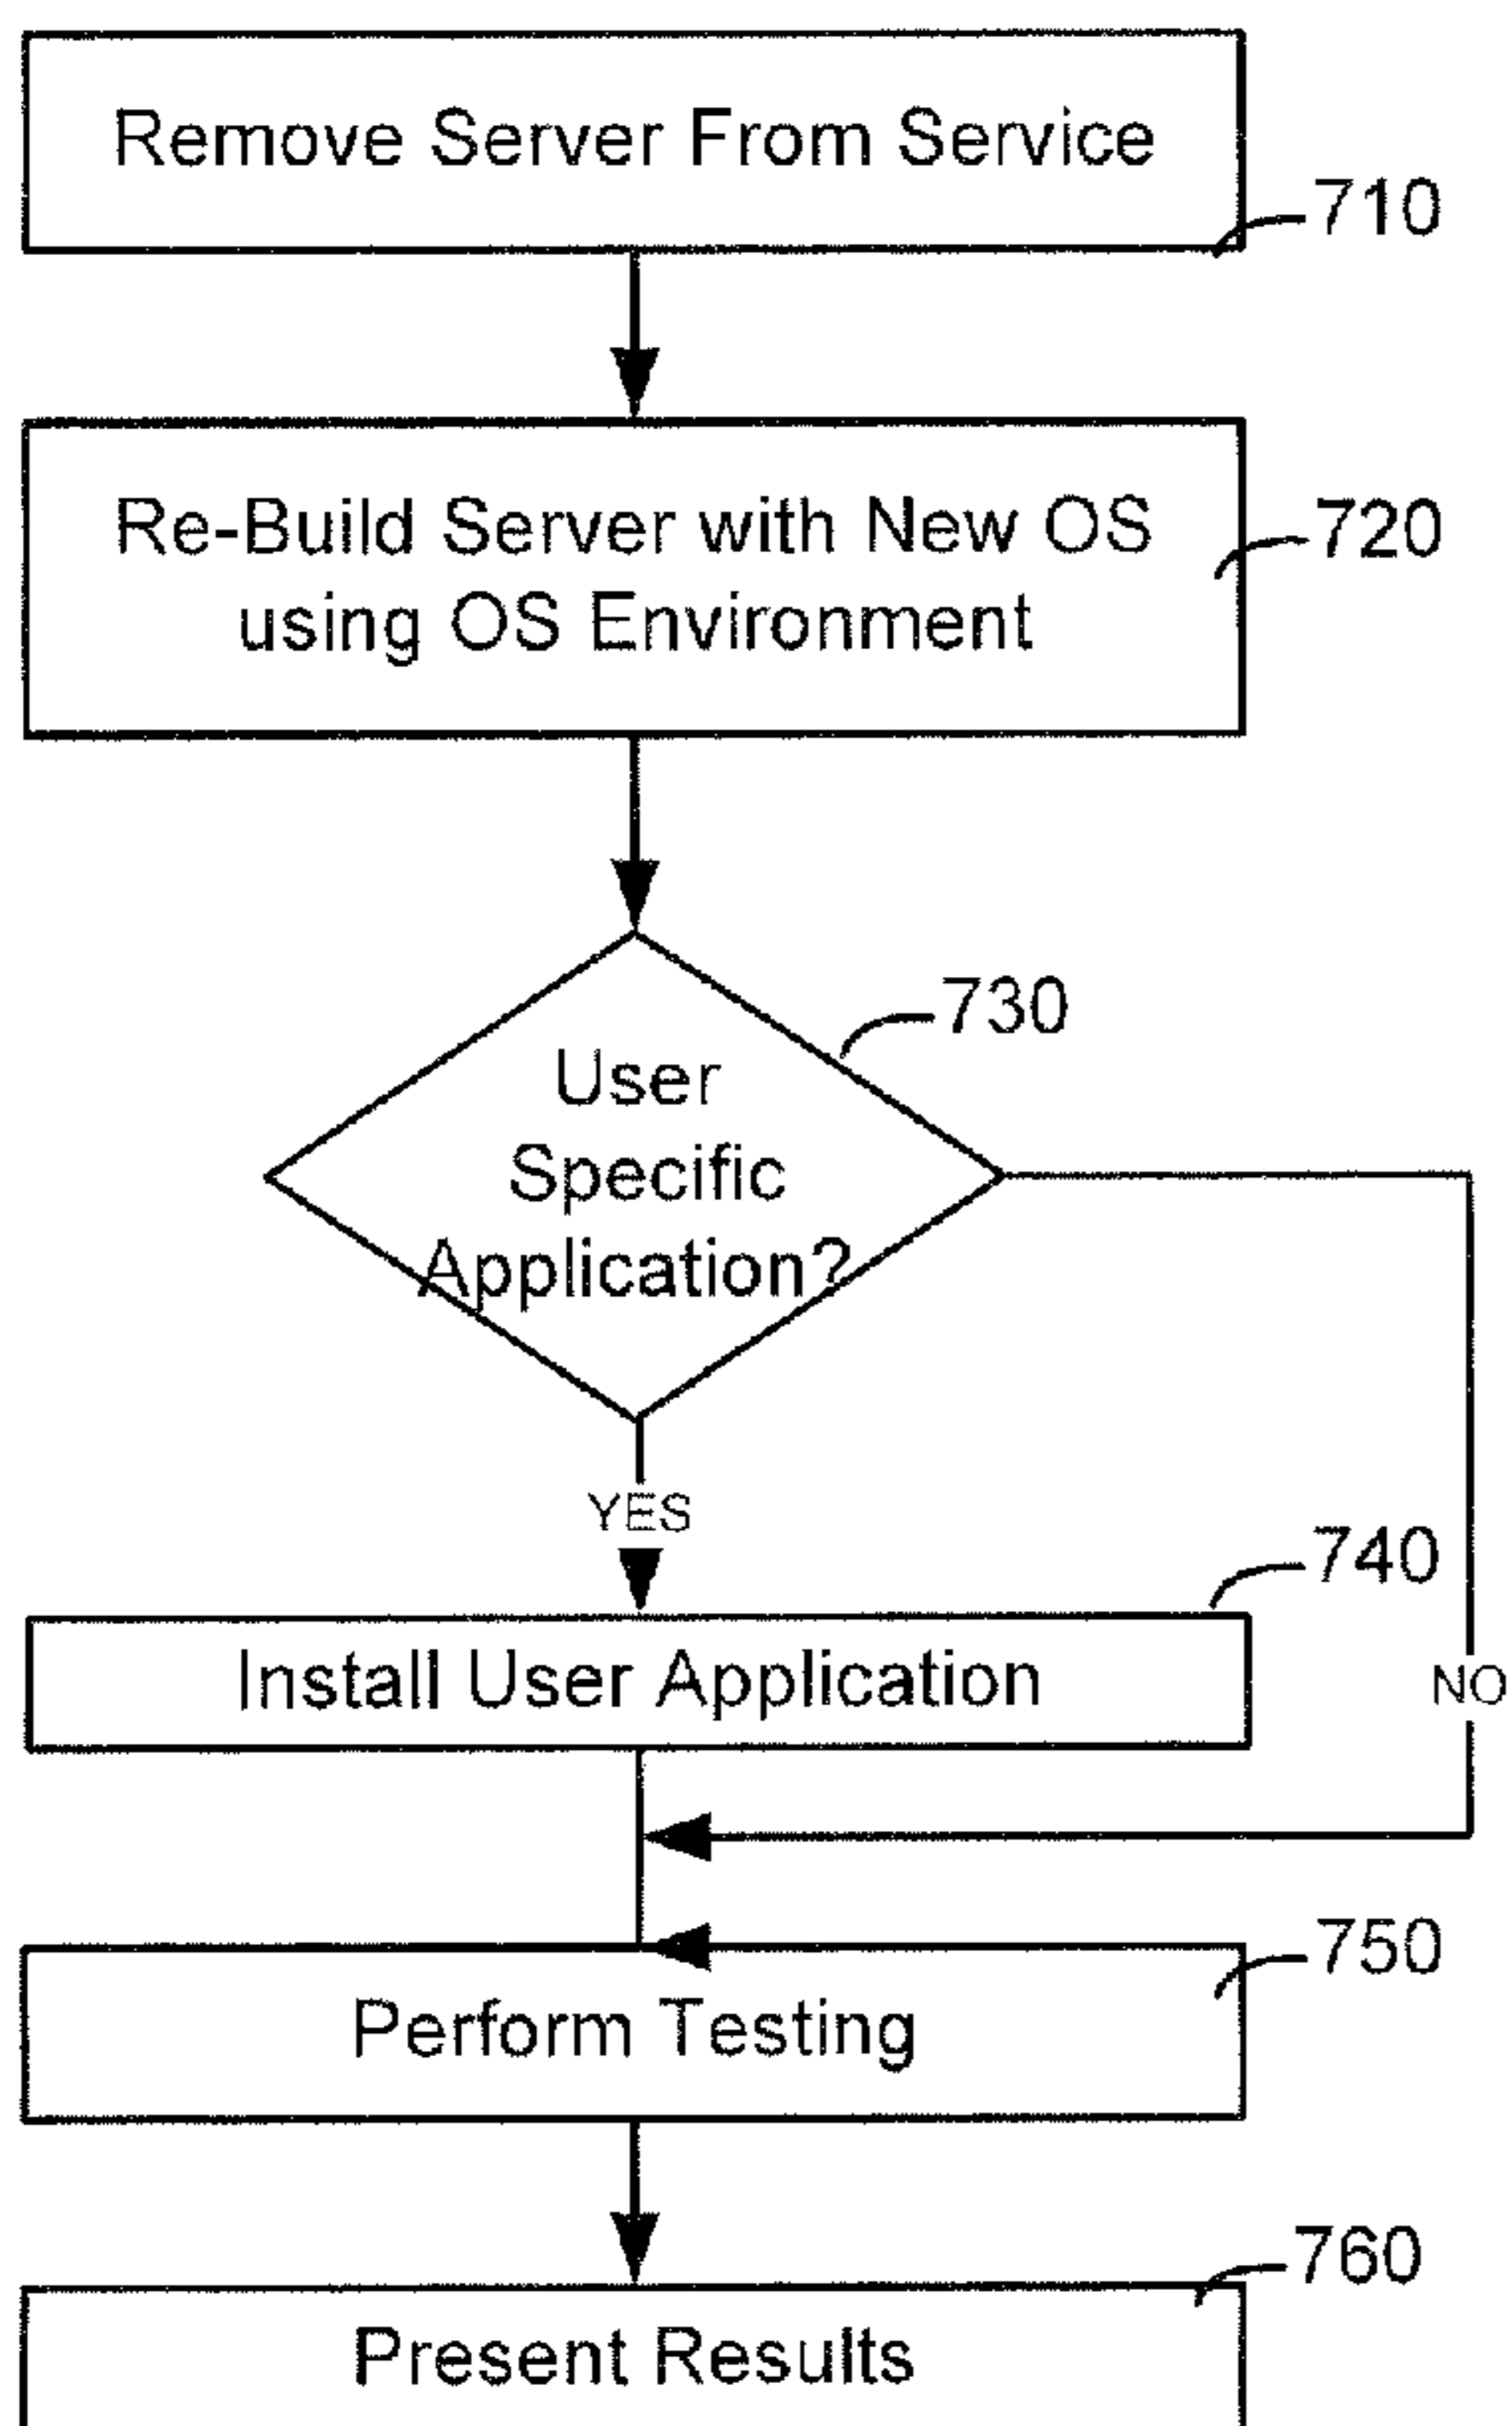 Remove Server From Service
710
Re-Build Server with New OS
using OS Environment
720
730
User
Specific
Application?
YES
740
Install User Application
NO
750
Perform Testing
760
Present Results